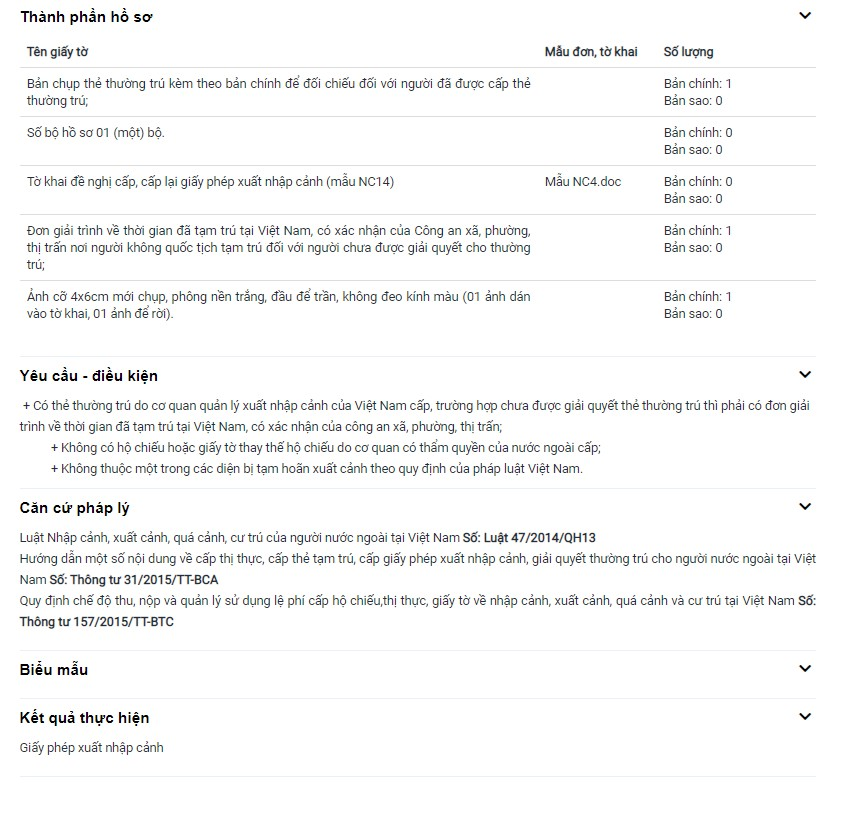 Thành phần hồ sơ
Tên giấy tờ Mẫu đơn, tờ khai Số lượng
Bản chụp thẻ thường trú kèm theo bản chính để đối chiếu đối với người đã được cấp thẻ
thường trú;
Bản chính: 1
Bản sao: 0
Số bộ hồ sơ 01 (một) bộ.
Bản chính: 0
Bản sao: 0
Tờ khai đề nghị cấp, cấp lại giấy phép xuất nhập cảnh (mẫu NC14)
Mẫu NC4.doc
Bản chính: 0
Bản sao: 0
Đơn giải trình về thời gian đã tạm trú tại Việt Nam, có xác nhận của Công an xã, phường,
thị trấn nơi người không quốc tịch tạm trú đối với người chưa được giải quyết cho thường
trú;
Bản chính: 1
Bản sao: 0
Ảnh cỡ 4x6cm mới chụp, phông nền trắng, đầu để trần, không đeo kính màu (01 ảnh dán
vào tờ khai, 01 ảnh để rời).
Bản chính: 1
Bản sao: 0
Yêu cầu - điều kiện
+ Có thẻ thường trú do cơ quan quản lý xuất nhập cảnh của Việt Nam cấp, trường hợp chưa được giải quyết thẻ thường trú thì phải có đơn giải
trình về thời gian đã tạm trú tại Việt Nam, có xác nhận của công an xã, phường, thị trấn;
+ Không có hộ chiếu hoặc giấy tờ thay thế hộ chiếu do cơ quan có thẩm quyền của nước ngoài cấp;
+ Không thuộc một trong các diện bị tạm hoãn xuất cảnh theo quy định của pháp luật Việt Nam.
Căn cứ pháp lý
Luật Nhập cảnh, xuất cảnh, quá cảnh, cư trú của người nước ngoài tại Việt Nam Số: Luật 47/2014/QH13
Hướng dẫn một số nội dung về cấp thị thực, cấp thẻ tạm trú, cấp giấy phép xuất nhập cảnh, giải quyết thường trú cho người nước ngoài tại Việt
Nam Số: Thông tư 31/2015/TT-BCA
Quy định chế độ thu, nộp và quản lý sử dụng lệ phí cấp hộ chiếu,thị thực, giấy tờ về nhập cảnh, xuất cảnh, quá cảnh và cư trú tại Việt Nam Số:
Thông tư 157/2015/TT-BTC
Biểu mẫu
Kết quả thực hiện
Giấy phép xuất nhập cảnh